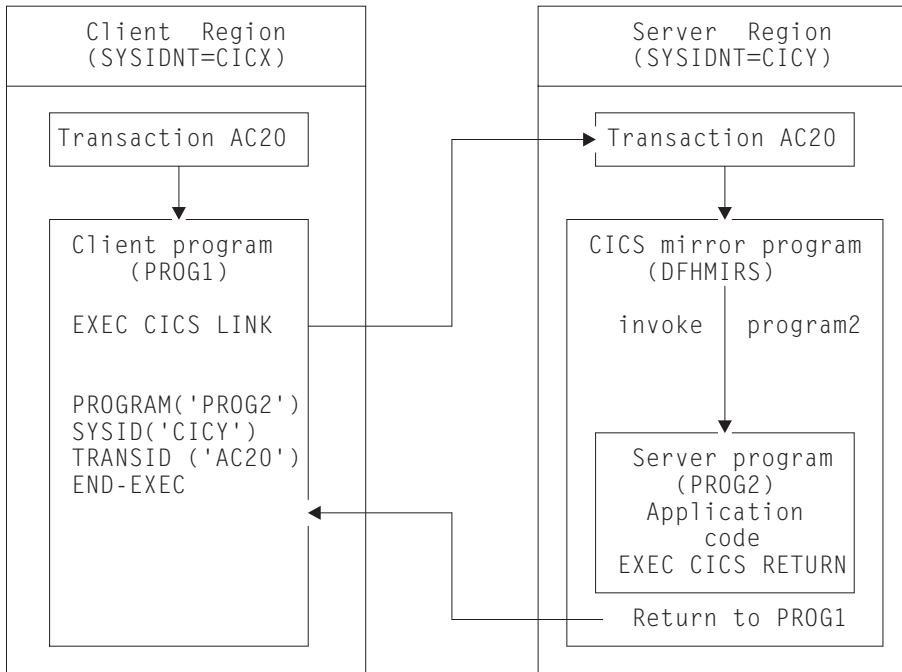 Client Region
(SYSIDNT=CICX)
Transaction AC20
Client program
(PROG1)
EXEC CICS LINK
PROGRAM('PROG2')
SYSID('CICY')
TRANSID ('AC20')
END-EXEC
Server Region
(SYSIDNT=CICY)
Transaction AC20
CICS mirror program
(DFHMIRS)
invoke program2
Server program
(PROG2)
Application
code
EXEC CICS RETURN
Return to PROG1